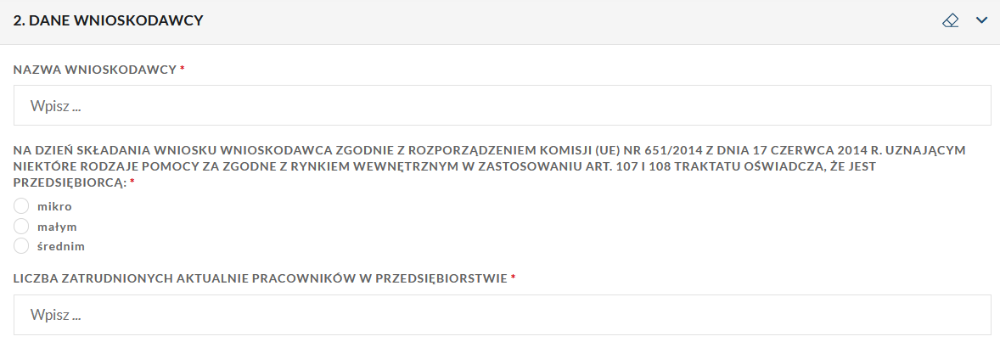 2. DANE WNIOSKODAWCY
NAZWA WNIOSKODAWCY *
Wpisz ...
NA DZIEŃ SKŁADANIA WNIOSKU WNIOSKODAWCA ZGODNIE Z ROZPORZĄDZENIEM KOMISJI (UE) NR 651/2014 Z DNIA 17 CZERWCA 2014 R. UZNAJĄCYM
NIEKTÓRE RODZAJE POMOCY ZA ZGODNE Z RYNKIEM WEWNĘTRZNYM W ZASTOSOWANIU ART. 107 I 108 TRAKTATU OŚWIADCZA, ŻE JEST
PRZEDSIĘBIORCĄ: *
mikro
małym
średnim
LICZBA ZATRUDNIONYCH AKTUALNIE PRACOWNIKÓW W PRZEDSIĘBIORSTWIE *
Wpisz ...